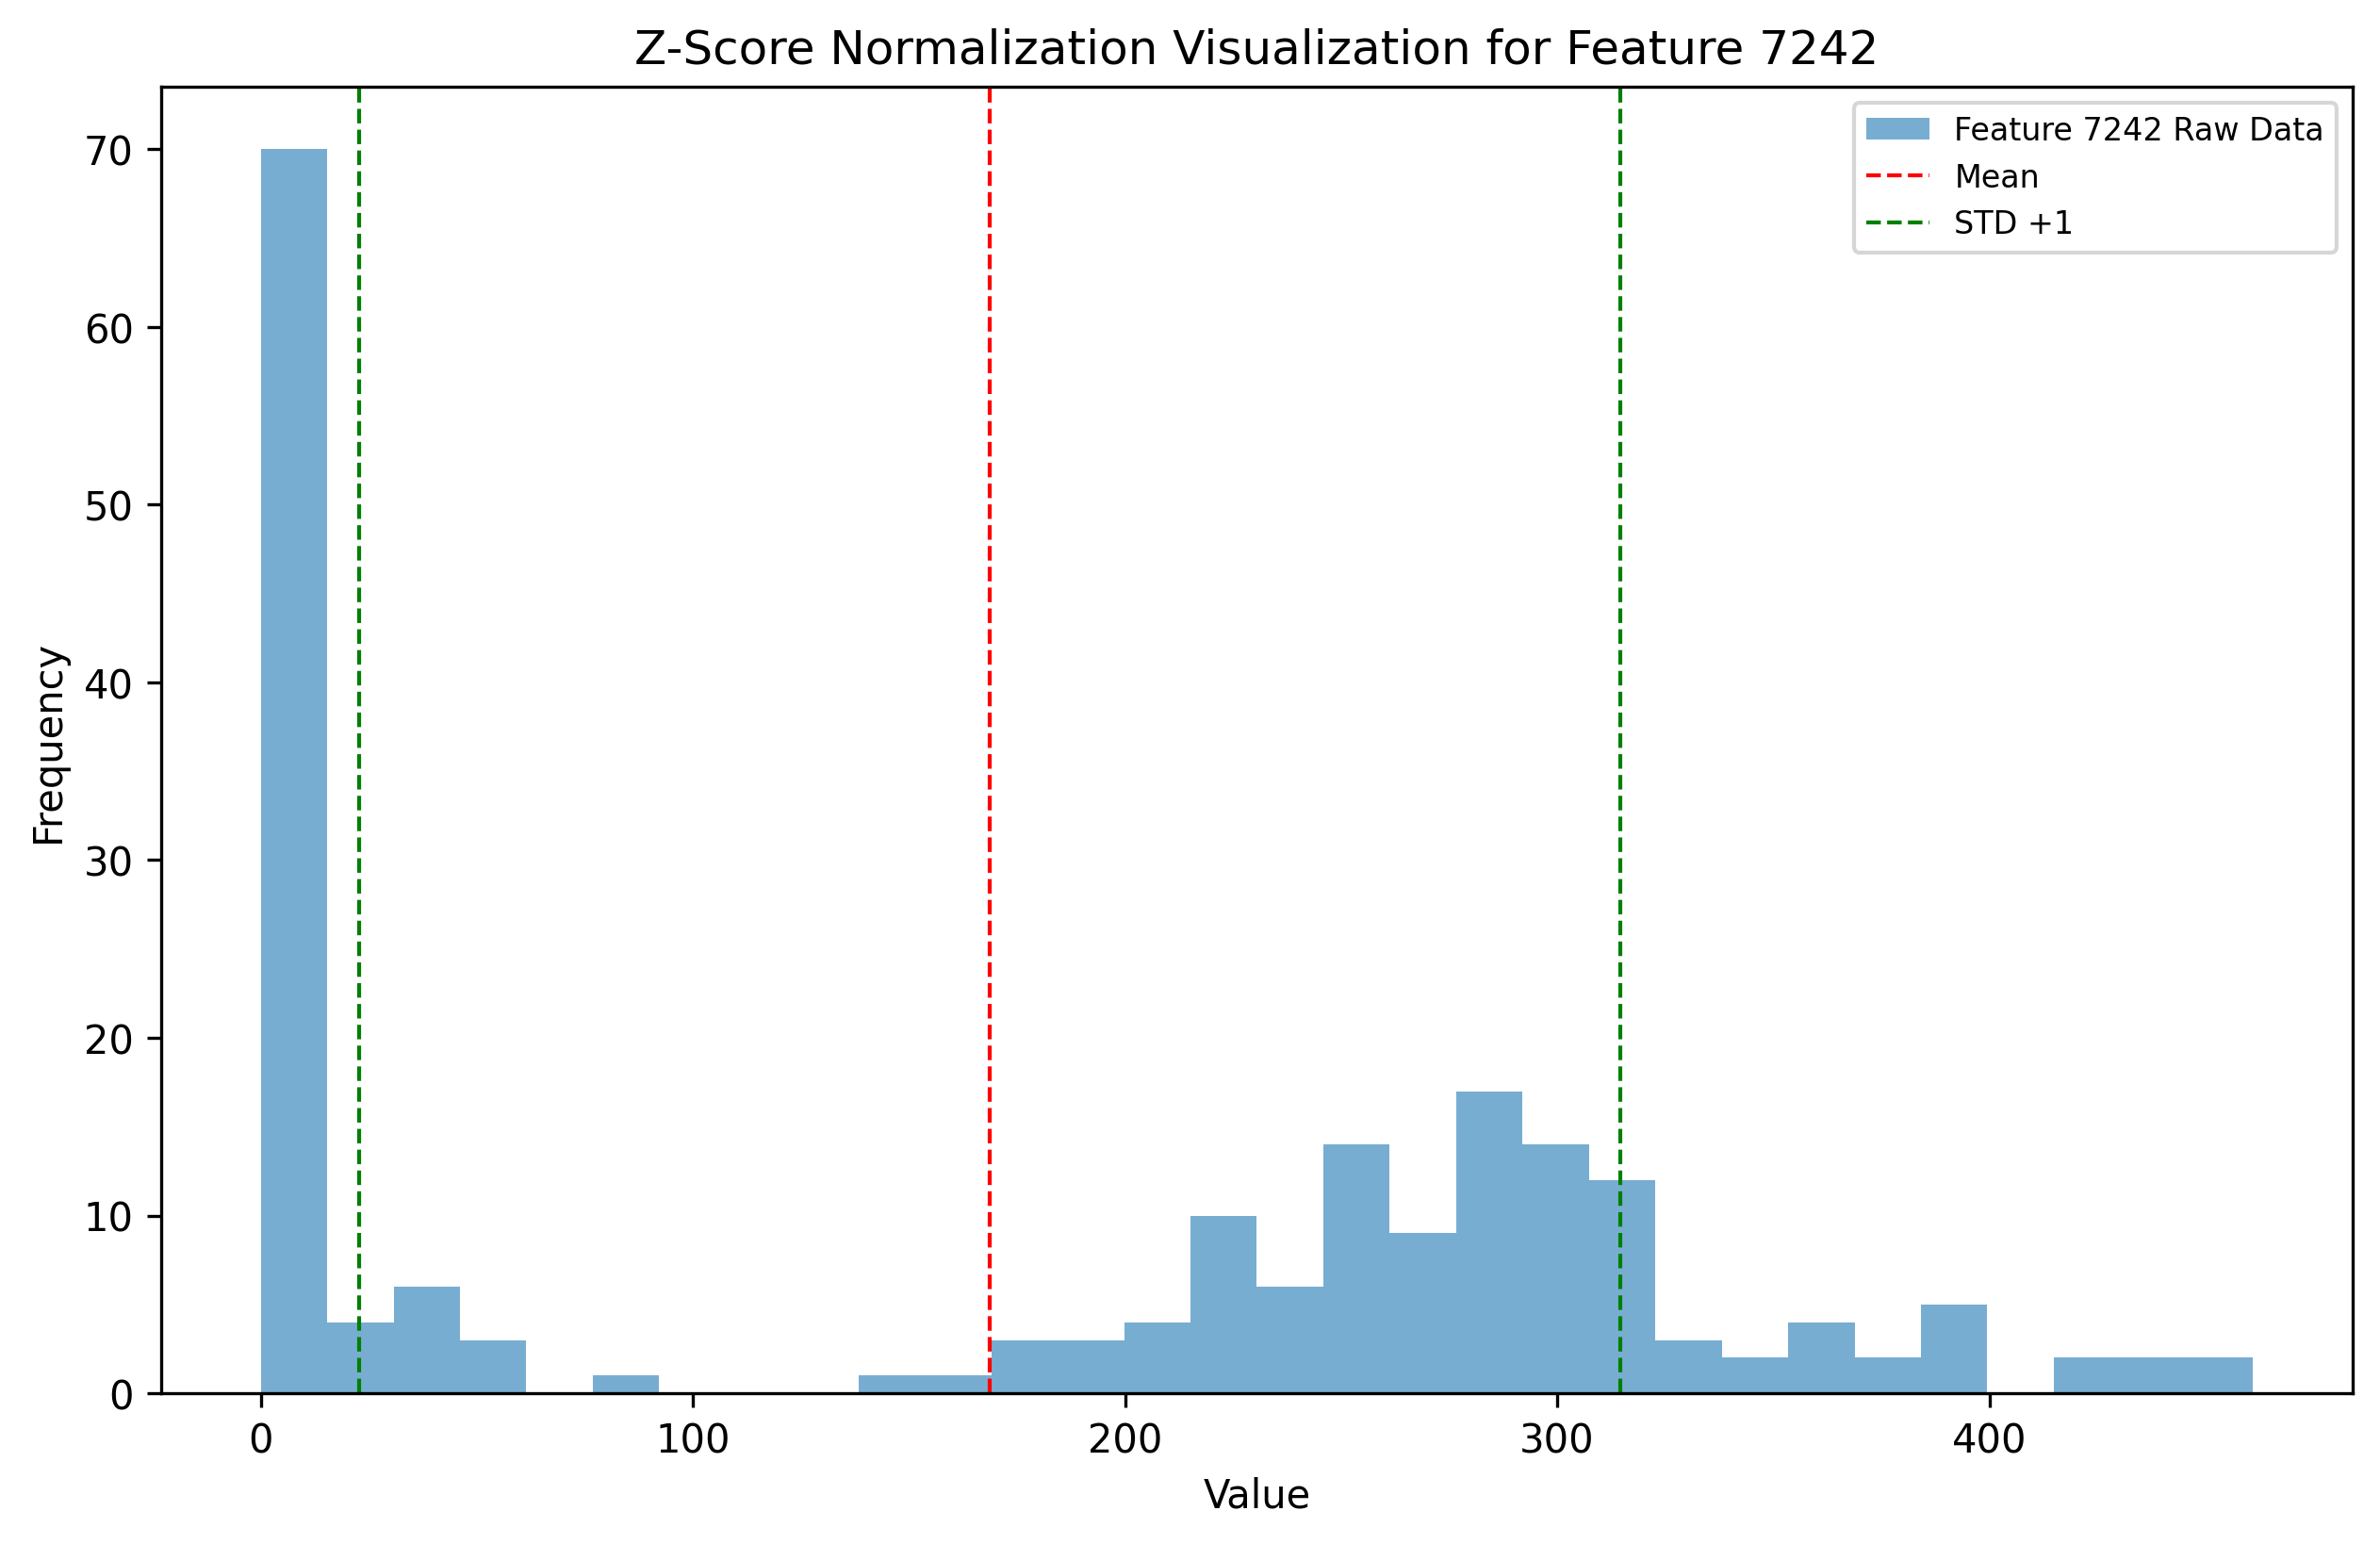 Z-Score Normalization Visualization for Feature 7242
Feature 7242 Raw Data
Mean
STD +1
70
60
50
40
30
20
10
0
Frequency
0
100
200
300
400
Value